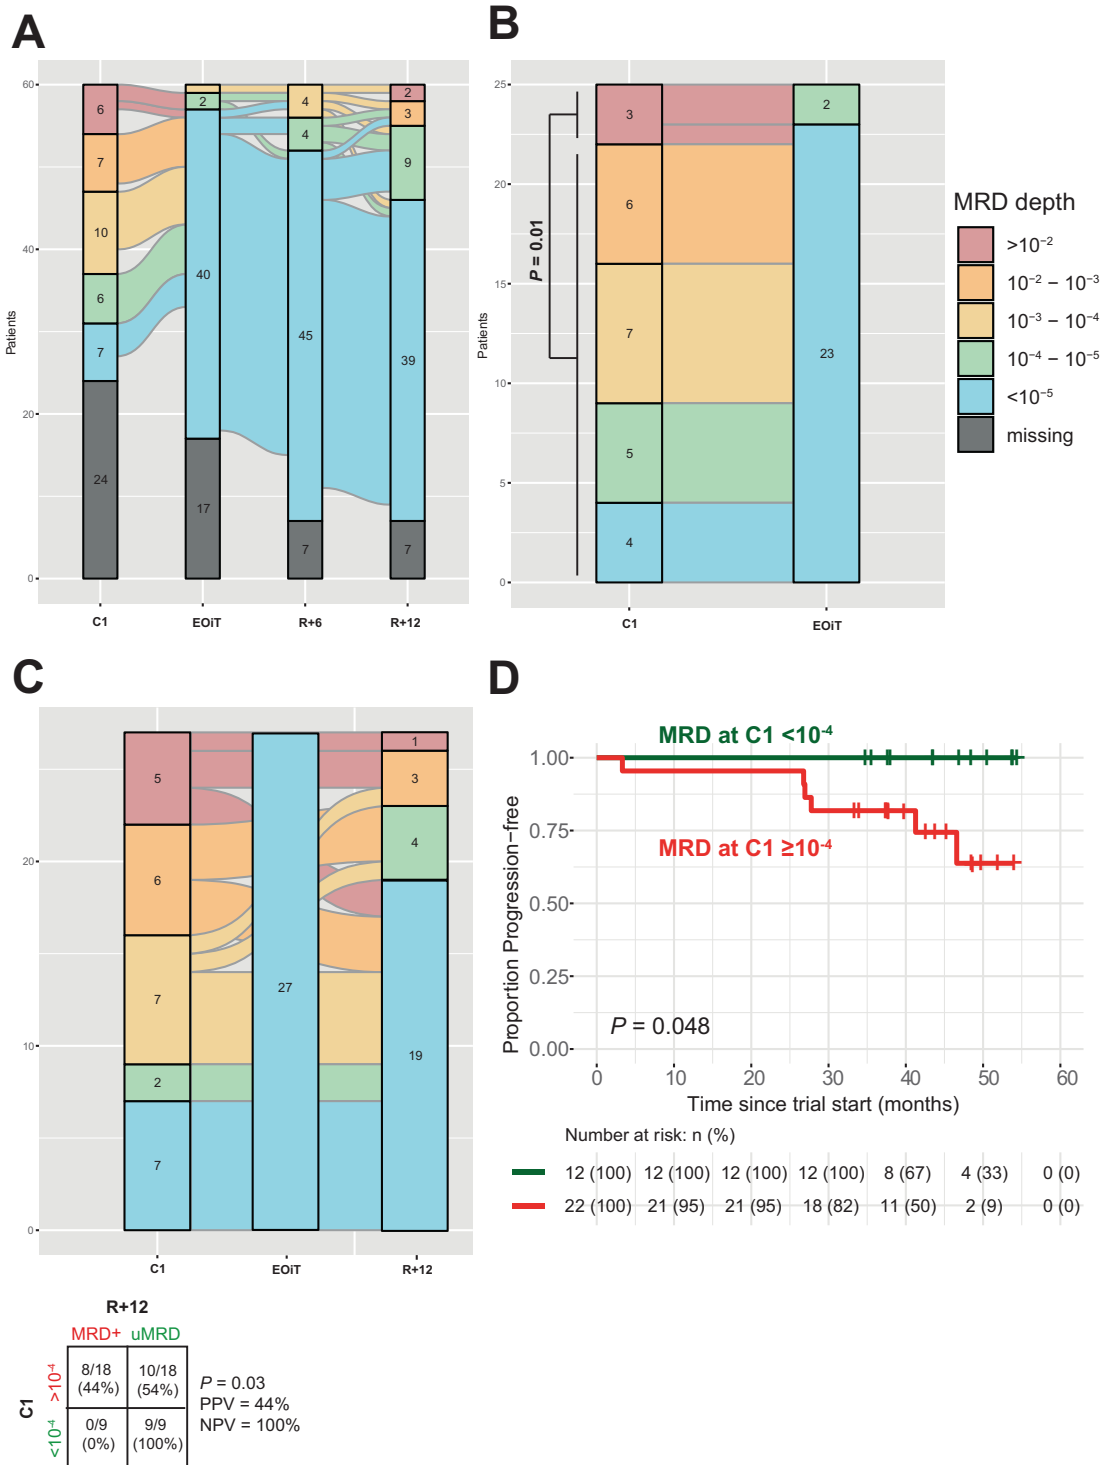 A
60
40
20
0
Patients
6
7
10
6
7
24
2
40
17
4
4
45
7
2
3
9
39
7
C1 EOiT R+6 R+12
B
25
20
15
10
5
0
Patients
P = 0.01
3
6
7
5
4
2
23
C1 EOiT
MRD depth
>10⁻²
10⁻² – 10⁻³
10⁻³ – 10⁻⁴
10⁻⁴ – 10⁻⁵
<10⁻⁵
missing
C
20
10
0
5
6
7
2
7
27
1
3
4
19
C1 EOiT R+12
R+12
MRD+ uMRD
C1
>10⁻⁴
<10⁻⁴
8/18 10/18
(44%) (54%)
0/9 9/9
(0%) (100%)
P = 0.03
PPV = 44%
NPV = 100%
D
MRD at C1 <10⁻⁴
MRD at C1 ≥10⁻⁴
Proportion Progression–free
1.00
0.75
0.50
0.25
0.00
P = 0.048
0 10 20 30 40 50 60
Time since trial start (months)
Number at risk: n (%)
12 (100) 12 (100) 12 (100) 12 (100) 8 (67) 4 (33) 0 (0)
22 (100) 21 (95) 21 (95) 18 (82) 11 (50) 2 (9) 0 (0)